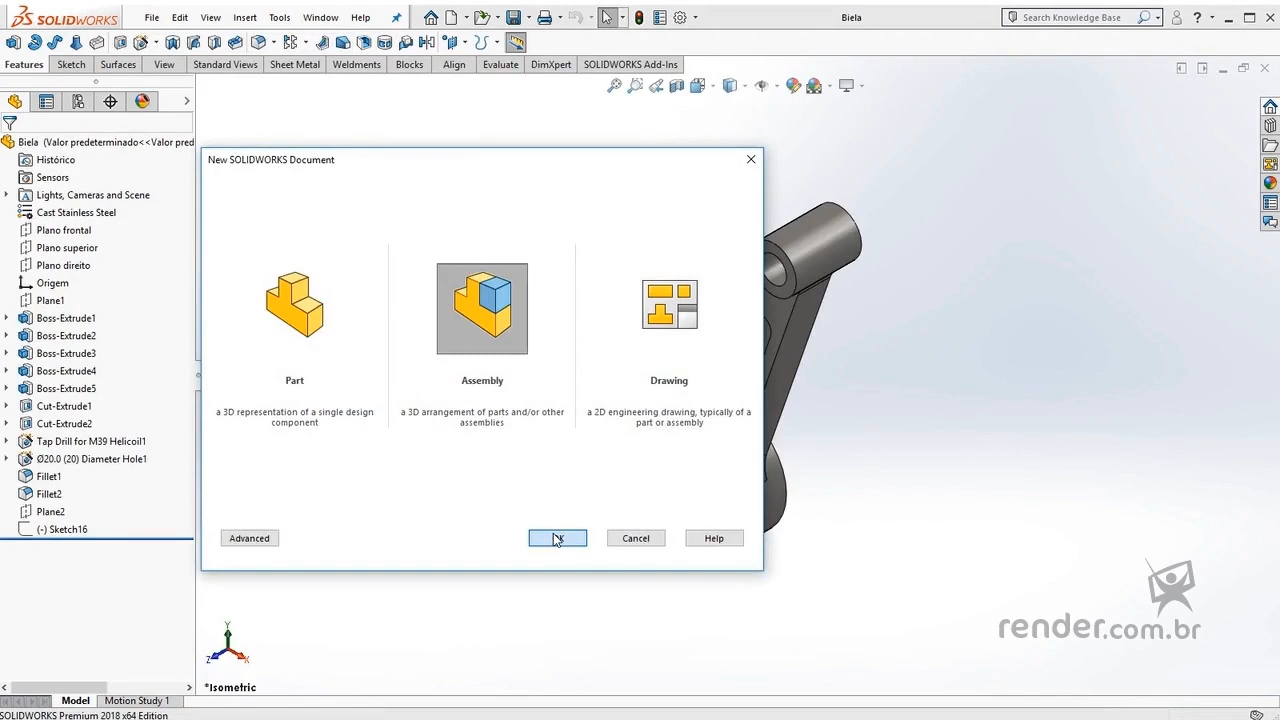 SOLIDWORKS
File Edit View Insert Tools Window Help
Biela
Search Knowledge Base
Features Sketch Surfaces View Standard Views Sheet Metal Weldments Blocks Align Evaluate DimXpert SOLIDWORKS Add-Ins
Biela (Valor predeterminado<<Valor pred
Histórico
Sensors
Lights, Cameras and Scene
Cast Stainless Steel
Plano frontal
Plano superior
Plano direito
Origem
Plane1
Boss-Extrude1
Boss-Extrude2
Boss-Extrude3
Boss-Extrude4
Boss-Extrude5
Cut-Extrude1
Cut-Extrude2
Tap Drill for M39 Helicoil1
Ø20.0 (20) Diameter Hole1
Fillet1
Fillet2
Plane2
(-) Sketch16
New SOLIDWORKS Document
Part
a 3D representation of a single design
component
Assembly
a 3D arrangement of parts and/or other
assemblies
Drawing
a 2D engineering drawing, typically of a
part or assembly
Advanced
Cancel
Help
render.com.br
Y
Z
X
*Isometric
Model Motion Study 1
SOLIDWORKS Premium 2018 x64 Edition